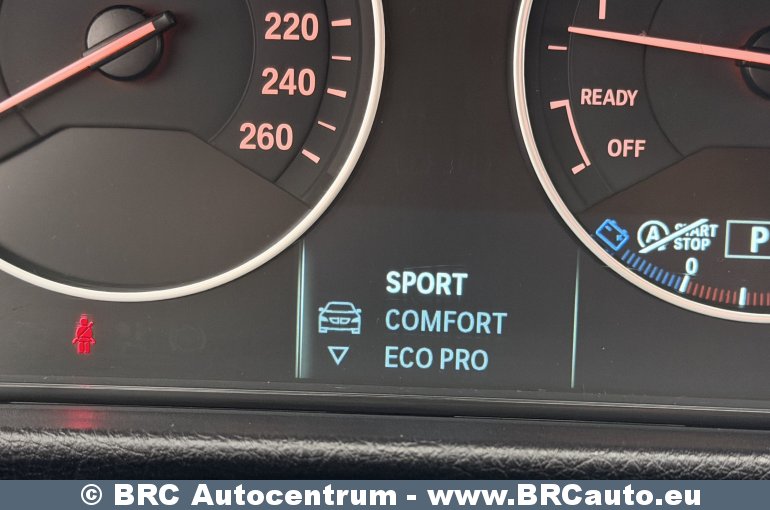 220
240
260
READY
OFF
A START
STOP
P
0
SPORT
COMFORT
ECO PRO
© BRC Autocentrum - www.BRCauto.eu